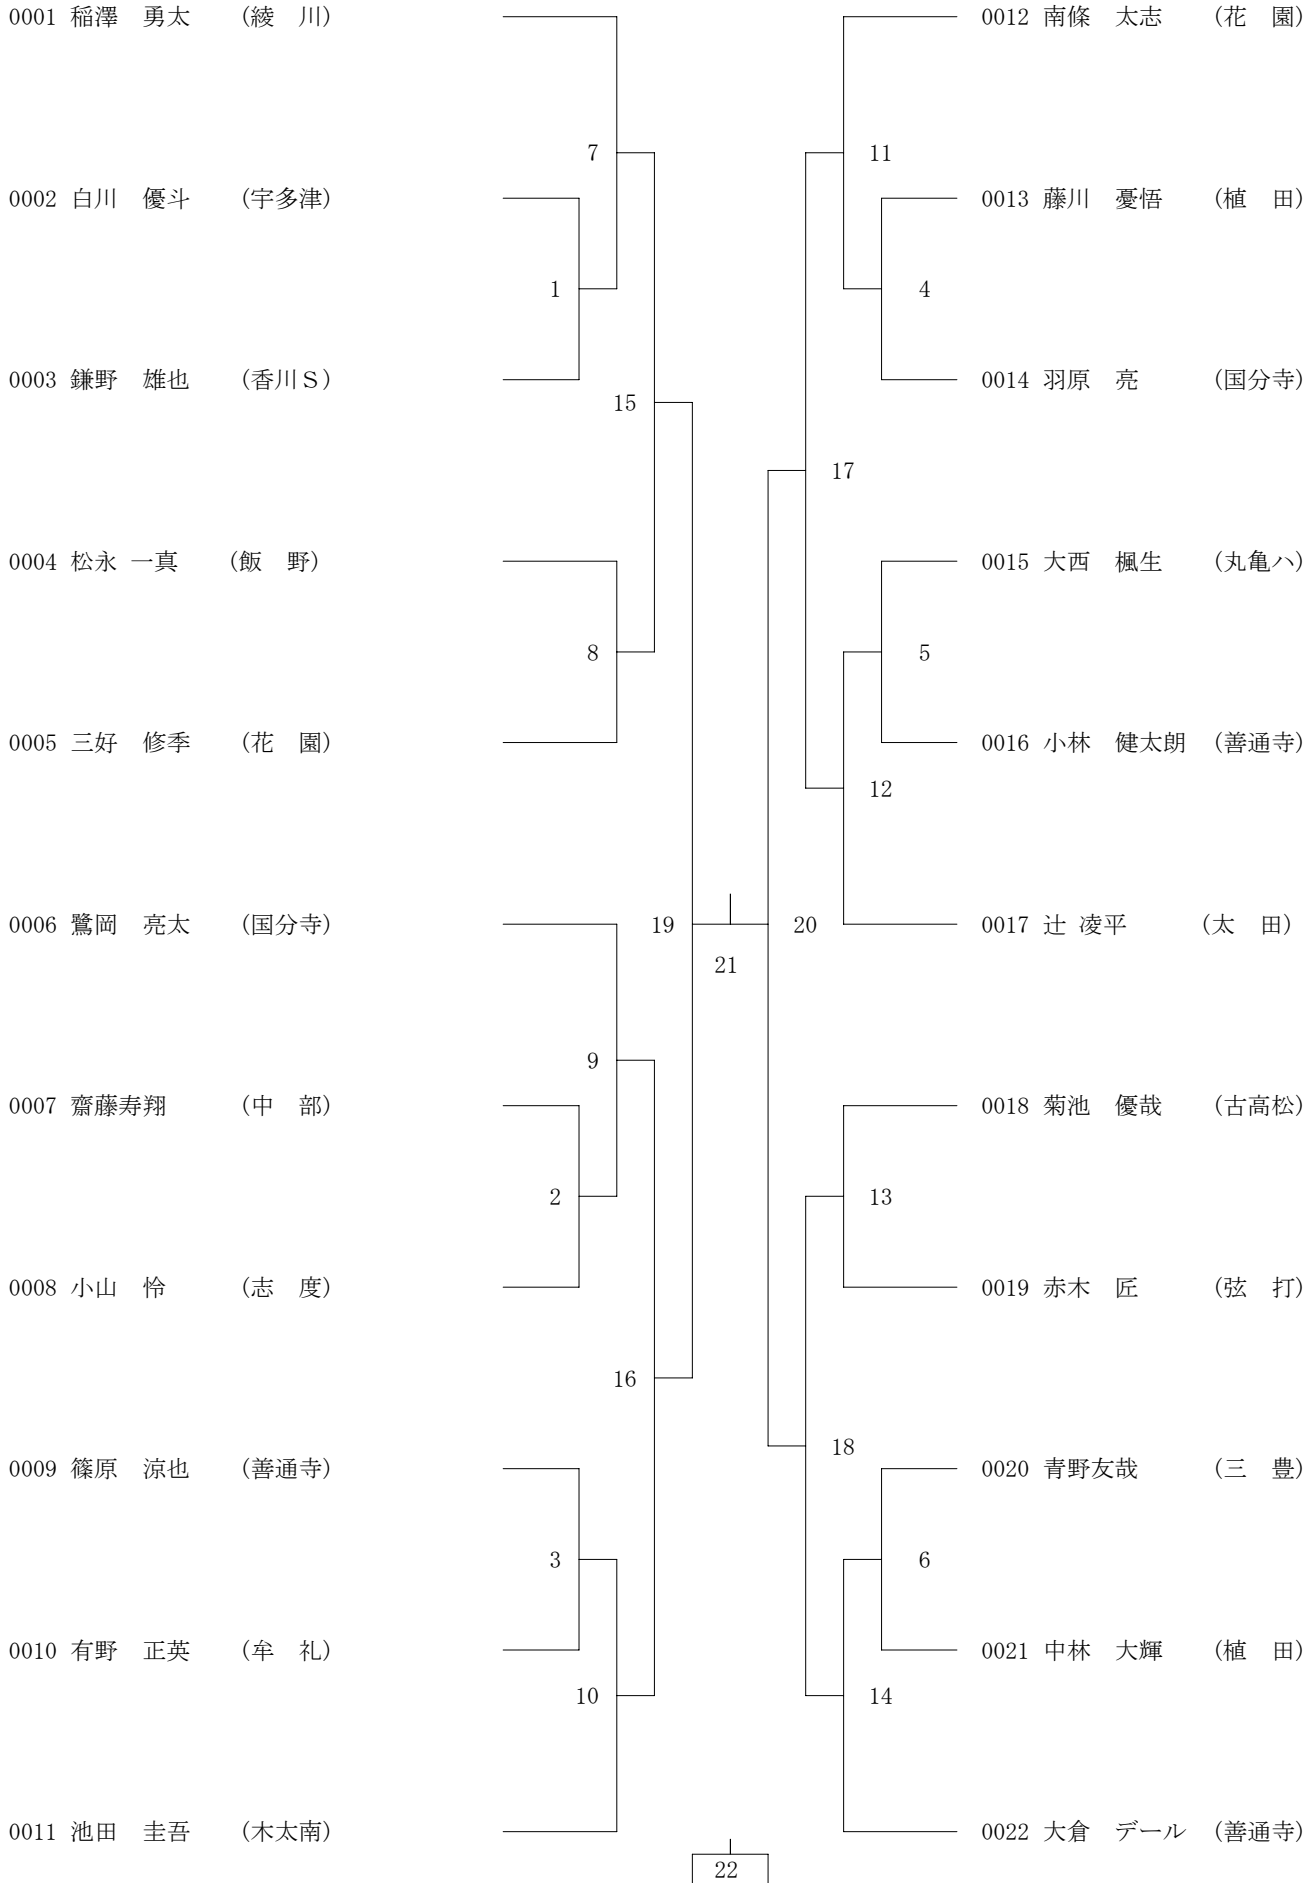 0001 稲澤　勇太　（綾　川）
0002 白川　優斗　（宇多津）
0003 鎌野　雄也　（香川Ｓ）
0004 松永 一真　（飯　野）
0005 三好　修季　（花　園）
0006 鷺岡　亮太　（国分寺）
0007 齋藤寿翔　（中　部）
0008 小山　怜　（志　度）
0009 篠原　涼也　（善通寺）
0010 有野　正英　（牟　礼）
0011 池田　圭吾　（木太南）
7
1
15
8
9
2
16
3
10
19
21
20
22
11
4
17
5
12
13
18
6
14
0012 南條　太志　（花　園）
0013 藤川　憂悟　（植　田）
0014 羽原　亮　（国分寺）
0015 大西　楓生　（丸亀ハ）
0016 小林　健太朗　（善通寺）
0017 辻 凌平　（太　田）
0018 菊池　優哉　（古高松）
0019 赤木　匠　（弦　打）
0020 青野友哉　（三　豊）
0021 中林　大輝　（植　田）
0022 大倉　デール　（善通寺）